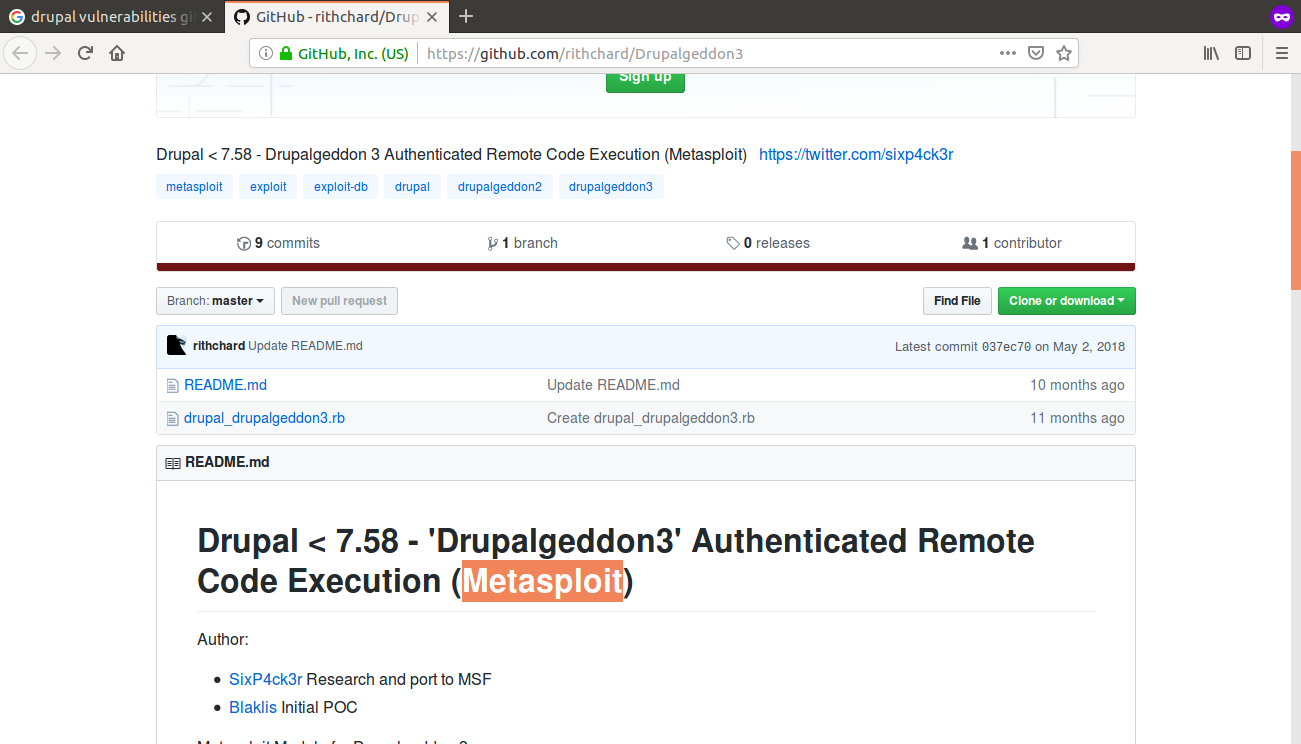 drupal vulnerabilities gi
GitHub - rithchard/Drup
GitHub, Inc. (US)
https://github.com/rithchard/Drupalgeddon3
Sign up
Drupal < 7.58 - Drupalgeddon 3 Authenticated Remote Code Execution (Metasploit) https://twitter.com/sixp4ck3r
metasploit exploit exploit-db drupal drupalgeddon2 drupalgeddon3
9 commits 1 branch 0 releases 1 contributor
Branch: master New pull request Find File Clone or download
rithchard Update README.md Latest commit 037ec70 on May 2, 2018
README.md Update README.md 10 months ago
drupal_drupalgeddon3.rb Create drupal_drupalgeddon3.rb 11 months ago
README.md
Drupal < 7.58 - 'Drupalgeddon3' Authenticated Remote
Code Execution (Metasploit)
Author:
• SixP4ck3r Research and port to MSF
• Blaklis Initial POC